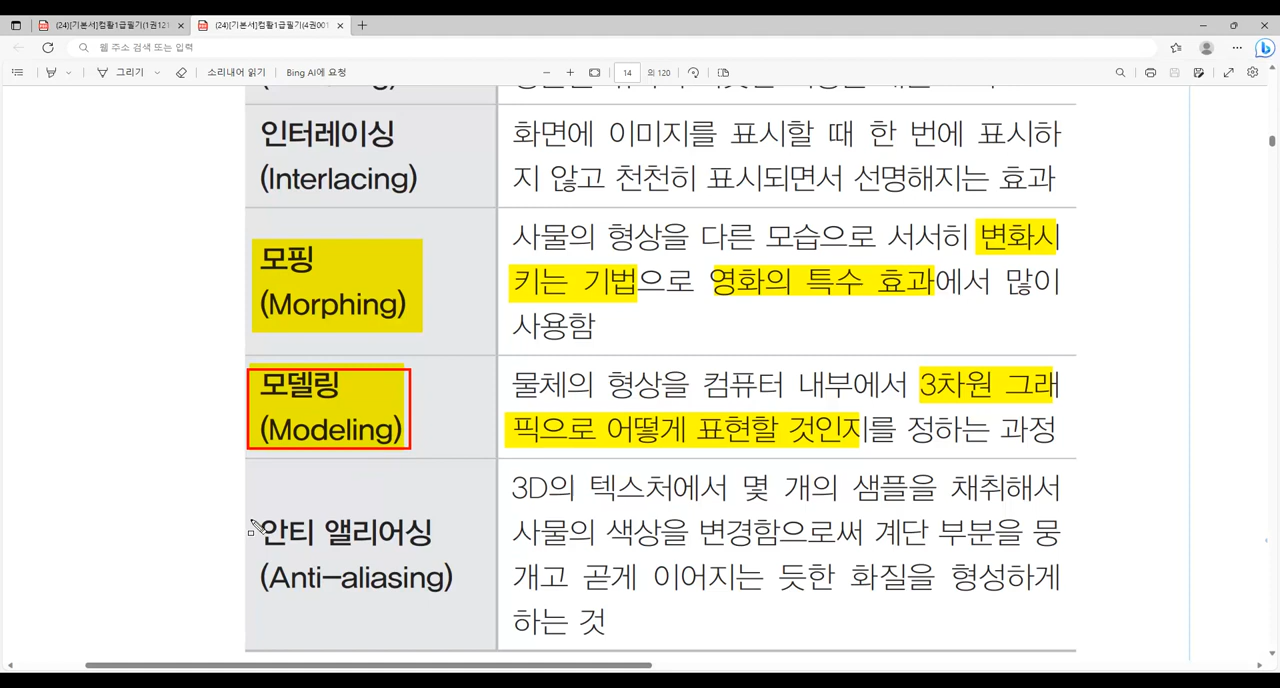 (24)[기본서]컴활1급필기(1권121
(24)[기본서]컴활1급필기(4권001
웹 주소 검색 또는 입력
그리기
소리내어 읽기
Bing AI에 요청
14
외 120
인터레이싱
(Interlacing)
화면에 이미지를 표시할 때 한 번에 표시하
지 않고 천천히 표시되면서 선명해지는 효과
모핑
(Morphing)
사물의 형상을 다른 모습으로 서서히 변화시
키는 기법으로 영화의 특수 효과에서 많이
사용함
모델링
(Modeling)
물체의 형상을 컴퓨터 내부에서 3차원 그래
픽으로 어떻게 표현할 것인지를 정하는 과정
안티 앨리어싱
(Anti-aliasing)
3D의 텍스처에서 몇 개의 샘플을 채취해서
사물의 색상을 변경함으로써 계단 부분을 뭉
개고 곧게 이어지는 듯한 화질을 형성하게
하는 것